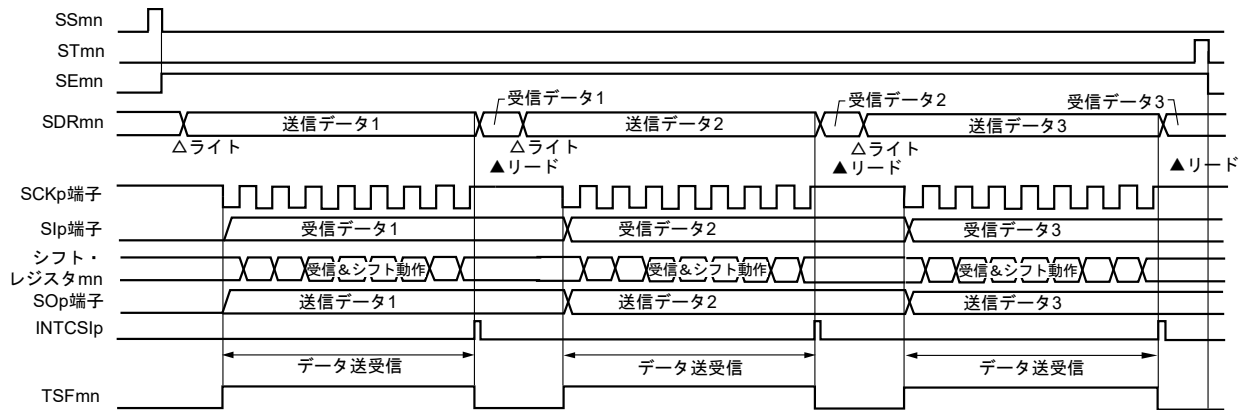 SSmn
STmn
SEmn
受信データ1
受信データ2
受信データ3
SDRmn
送信データ1
送信データ2
送信データ3
△ライト
△ライト
△ライト
▲リード
▲リード
▲リード
SCKp端子
SIp端子
受信データ1
受信データ2
受信データ3
シフト・
レジスタmn
受信&シフト動作
受信&シフト動作
受信&シフト動作
SOp端子
送信データ1
送信データ2
送信データ3
INTCSIp
データ送受信
データ送受信
データ送受信
TSFmn